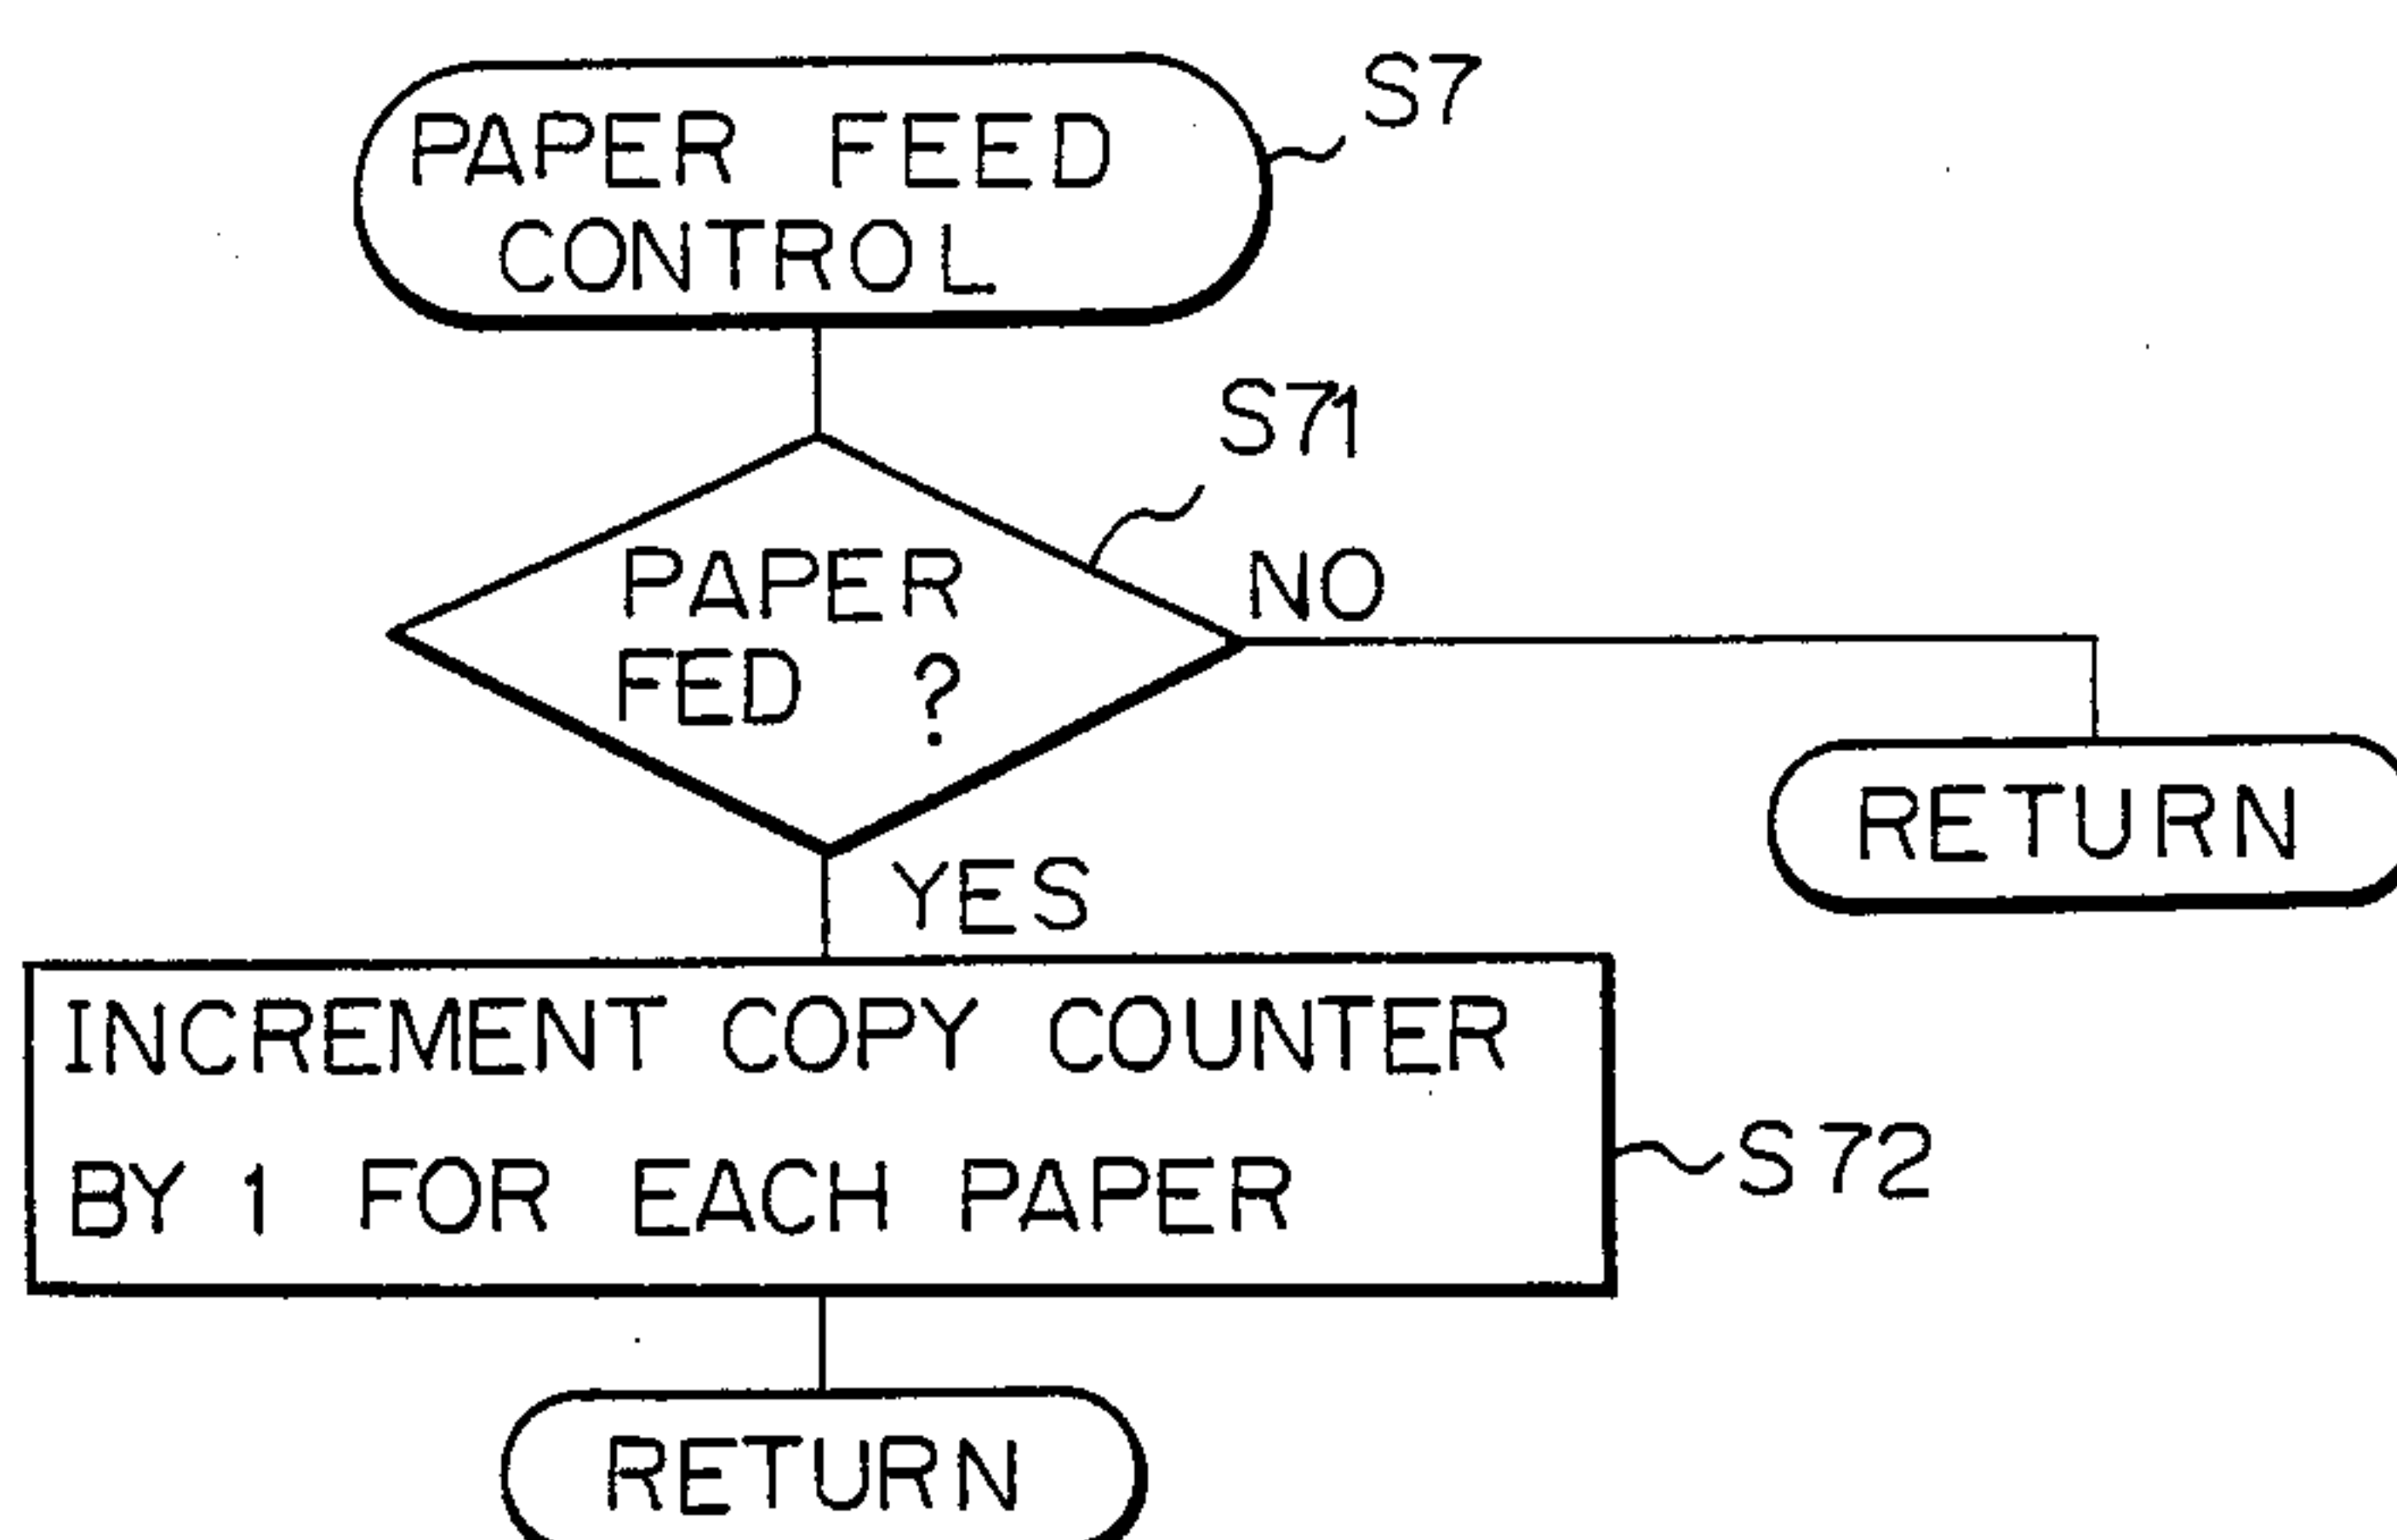 PAPER FEED
CONTROL
S7
S71
PAPER
FED ?
NO
RETURN
YES
INCREMENT COPY COUNTER
BY 1 FOR EACH PAPER
S72
RETURN